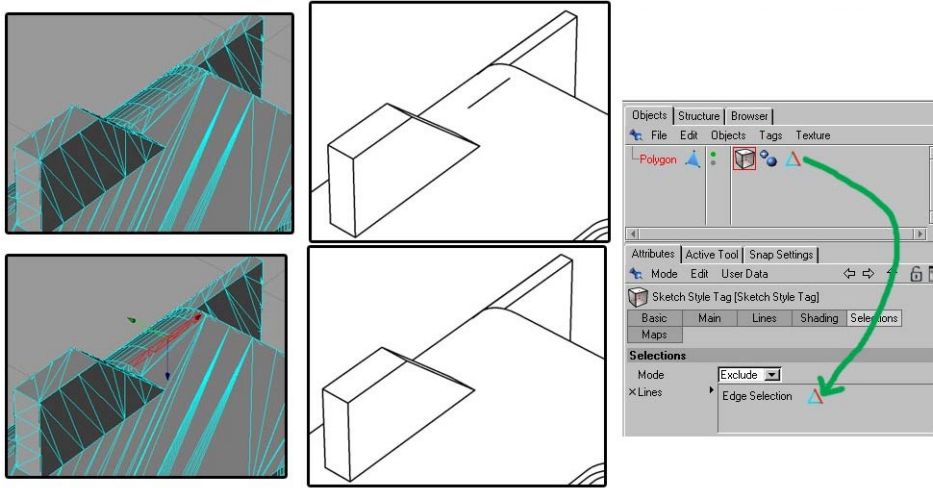 Objects Structure Browser
File Edit Objects Tags Texture
Polygon
Attributes Active Tool Snap Settings
Mode Edit User Data
Sketch Style Tag [Sketch Style Tag]
Basic Main Lines Shading Selections
Maps
Selections
Mode Exclude
Lines Edge Selection